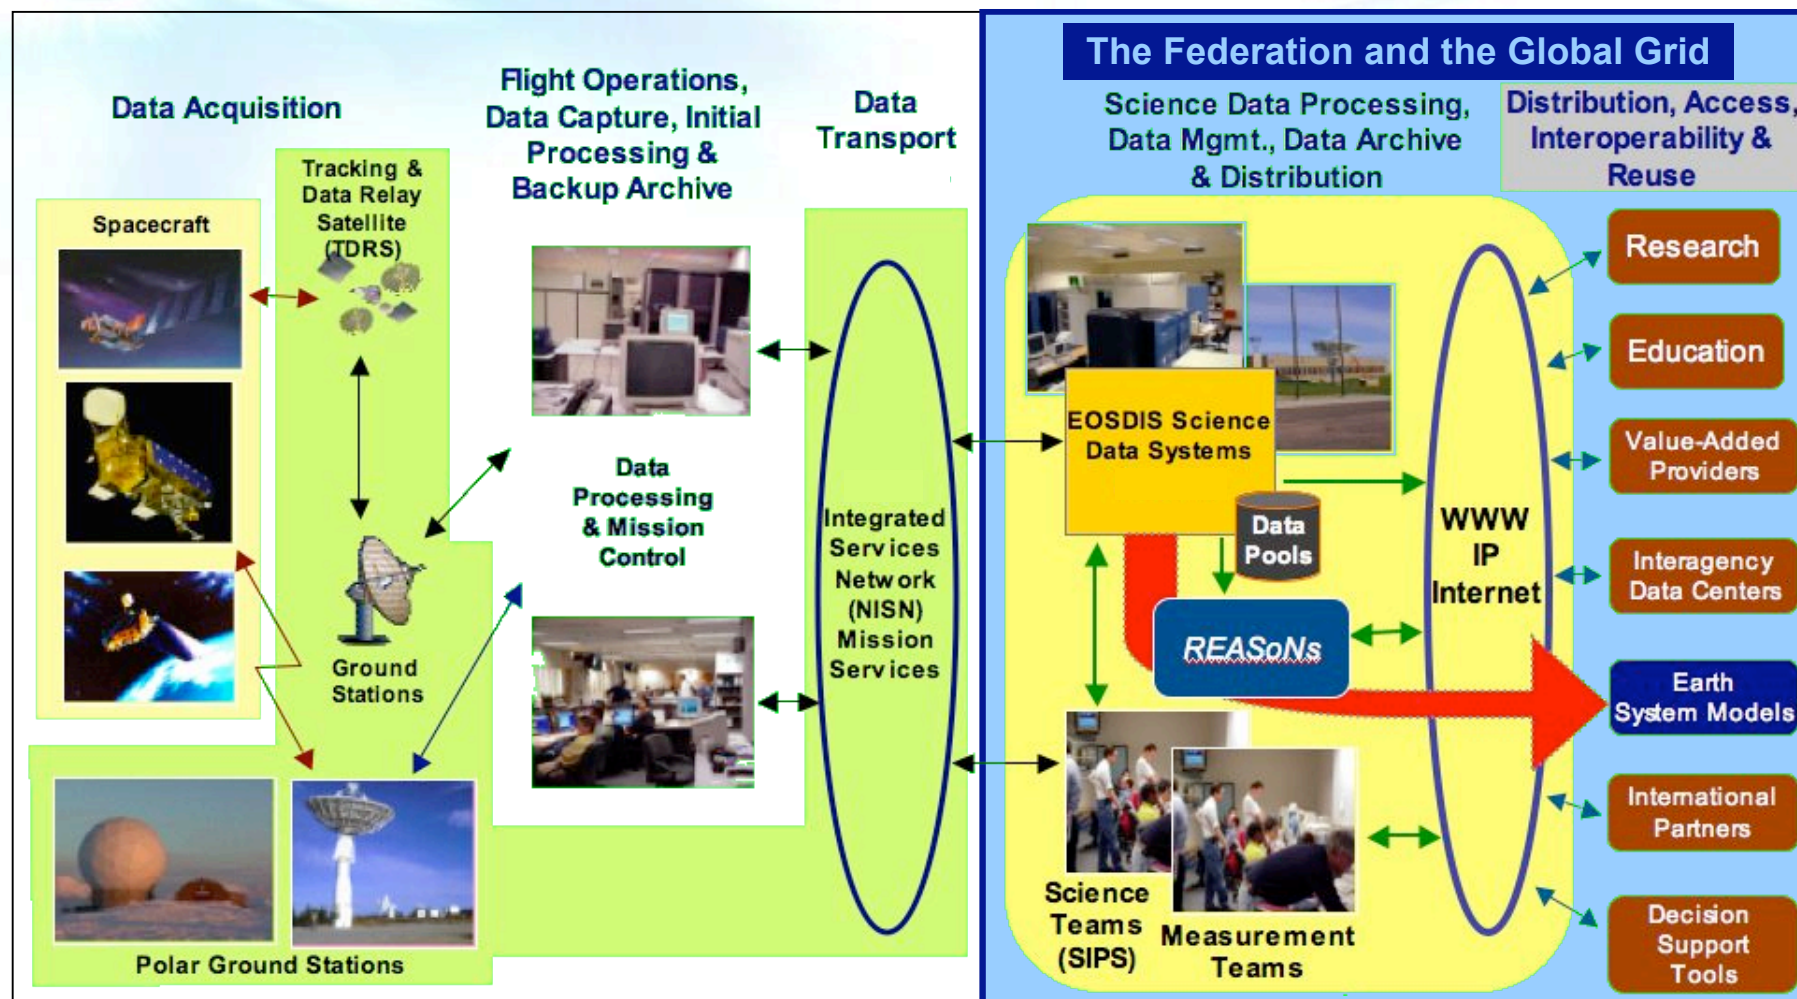 The Federation and the Global Grid
Data Acquisition
Flight Operations,
Data Capture, Initial
Processing &
Backup Archive
Data
Transport
Science Data Processing,
Data Mgmt., Data Archive
& Distribution
Distribution, Access,
Interoperability &
Reuse
Spacecraft
Tracking &
Data Relay
Satellite
(TDRS)
Ground
Stations
Polar Ground Stations
Data
Processing
& Mission
Control
Integrated
Services
Network
(NISN)
Mission
Services
EOSDIS Science
Data Systems
Data
Pools
REASoNs
Science
Teams
(SIPS)
Measurement
Teams
WWW
IP
Internet
Research
Education
Value-Added
Providers
Interagency
Data Centers
Earth
System Models
International
Partners
Decision
Support
Tools